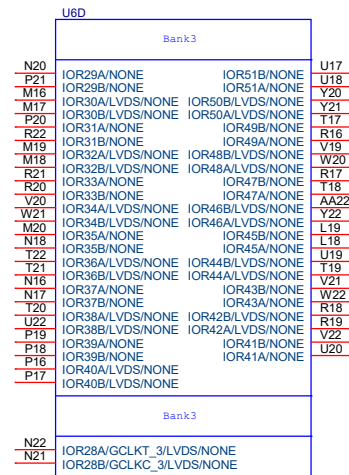 U6D
Bank3
N20 IOR29A/NONE IOR51B/NONE U17
P21 IOR29B/NONE IOR51A/NONE U18
M16 IOR30A/LVDS/NONE IOR50B/LVDS/NONE Y20
M17 IOR30B/LVDS/NONE IOR50A/LVDS/NONE Y21
P20 IOR31A/NONE IOR49B/NONE T17
R22 IOR31B/NONE IOR49A/NONE R16
M19 IOR32A/LVDS/NONE IOR48B/LVDS/NONE V19
M18 IOR32B/LVDS/NONE IOR48A/LVDS/NONE W20
R21 IOR33A/NONE IOR47B/NONE R17
R20 IOR33B/NONE IOR47A/NONE T18
V20 IOR34A/LVDS/NONE IOR46B/LVDS/NONE AA22
W21 IOR34B/LVDS/NONE IOR46A/LVDS/NONE Y22
M20 IOR35A/NONE IOR45B/NONE L19
N18 IOR35B/NONE IOR45A/NONE L18
T22 IOR36A/LVDS/NONE IOR44B/LVDS/NONE U19
T21 IOR36B/LVDS/NONE IOR44A/LVDS/NONE T19
N16 IOR37A/NONE IOR43B/NONE V21
N17 IOR37B/NONE IOR43A/NONE W22
T20 IOR38A/LVDS/NONE IOR42B/LVDS/NONE R18
U22 IOR38B/LVDS/NONE IOR42A/LVDS/NONE R19
P19 IOR39A/NONE IOR41B/NONE V22
P18 IOR39B/NONE IOR41A/NONE U20
P16 IOR40A/LVDS/NONE
P17 IOR40B/LVDS/NONE
Bank3
N22 IOR28A/GCLKT_3/LVDS/NONE
N21 IOR28B/GCLKC_3/LVDS/NONE